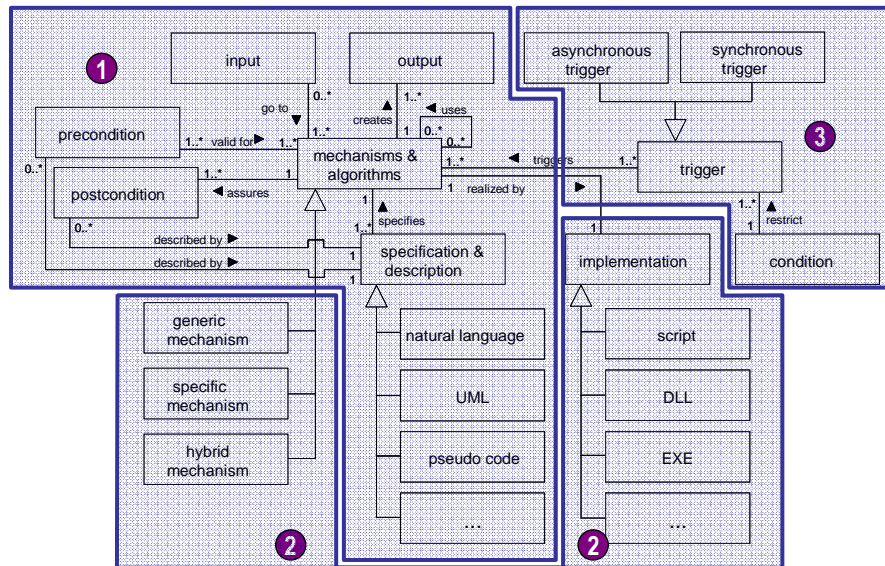 1
input
output
asynchronous
trigger
synchronous
trigger
3
0..*
go to
1..*
1..*
creates
1
uses
0..*
0..*
precondition
1..*
valid for
1..*
mechanisms &
algorithms
1..*
triggers
1..*
trigger
0..*
postcondition
1..*
assures
1
1
realized by
0..*
1
specifies
1..*
1..*
restrict
1
described by
1
described by
1
specification &
description
1
implementation
condition
generic
mechanism
natural language
script
specific
mechanism
UML
DLL
hybrid
mechanism
pseudo code
EXE
...
...
2
2